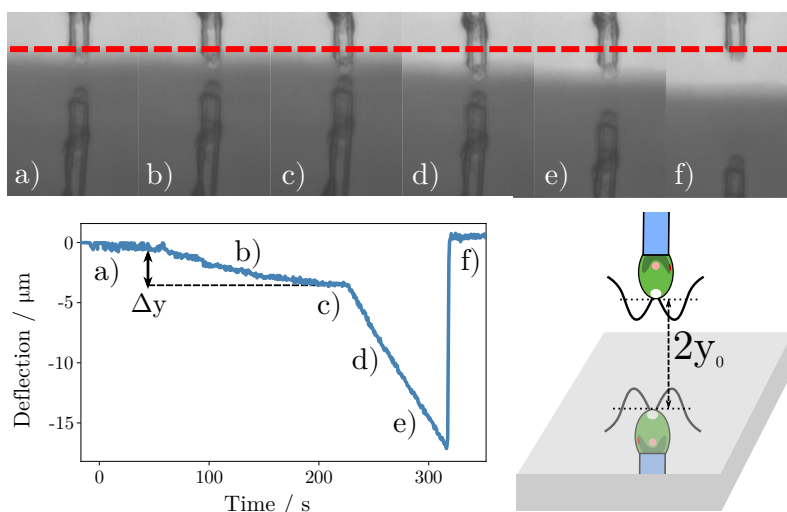 a) b) c) d) e) f)
0
-5
-10
-15
a)
b)
c)
d)
e)
f)
Δy
Deflection / μm
0 100 200 300
Time / s
2y₀